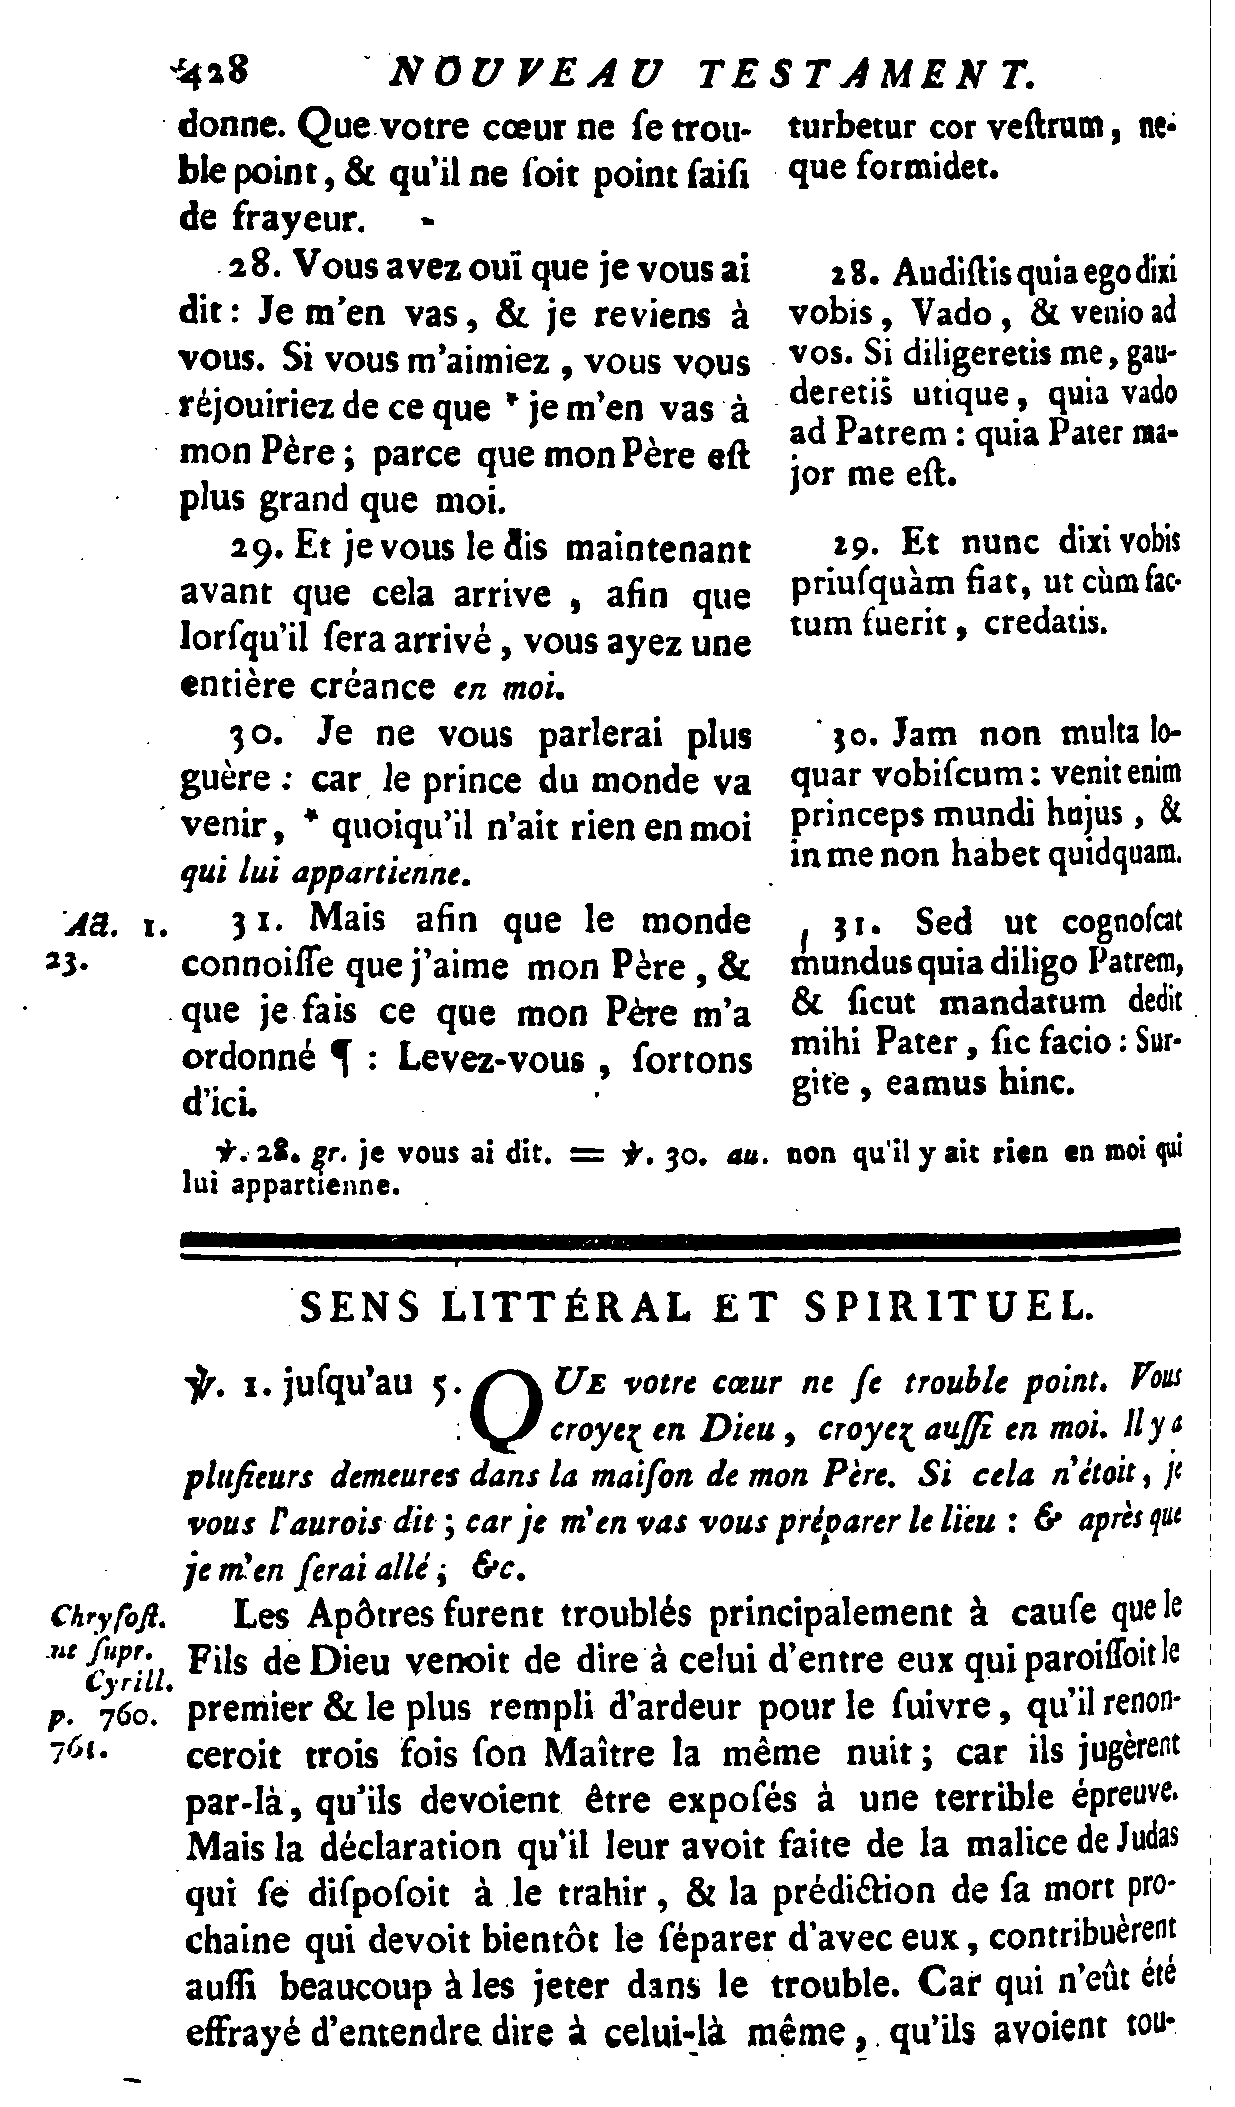 428 NOUVEAU TESTAMENT.
donne. Que votre cœur ne ſe trou-
ble point, & qu'il ne ſoit point ſaiſi
de frayeur.
28. Vous avez ouï que je vous ai
dit : Je m'en vas, & je reviens à
vous. Si vous m'aimiez, vous vous
réjouiriez de ce que * je m'en vas à
mon Père ; parce que mon Père eſt
plus grand que moi.
29. Et je vous le dis maintenant
avant que cela arrive, afin que
lorſqu'il ſera arrivé, vous ayez une
entière créance en moi.
30. Je ne vous parlerai plus
guère : car le prince du monde va
venir, * quoiqu'il n'ait rien en moi
qui lui appartienne.
Act. 1.
23.
31. Mais afin que le monde
connoiſſe que j'aime mon Père, &
que je fais ce que mon Père m'a
ordonné ¶ : Levez-vous, ſortons
d'ici.
turbetur cor veſtrum, ne-
que formidet.
28. Audiſtis quia ego dixi
vobis, Vado, & venio ad
vos. Si diligeretis me, gau-
deretis utique, quia vado
ad Patrem : quia Pater ma-
jor me eſt.
29. Et nunc dixi vobis
priuſquàm fiat, ut cùm fac-
tum fuerit, credatis.
30. Jam non multa lo-
quar vobiſcum : venit enim
princeps mundi hujus, &
in me non habet quidquam.
31. Sed ut cognoſcat
mundus quia diligo Patrem,
& ſicut mandatum dedit
mihi Pater, ſic facio : Sur-
gite, eamus hinc.
℣. 28. gr. je vous ai dit. = ℣. 30. au. non qu'il y ait rien en moi qui
lui appartienne.
SENS LITTÉRAL ET SPIRITUEL.
℣. 1. juſqu'au 5. QUE votre cœur ne ſe trouble point. Vous
croyez en Dieu, croyez auſſi en moi. Il y a
pluſieurs demeures dans la maiſon de mon Père. Si cela n'étoit, je
vous l'aurois dit ; car je m'en vas vous préparer le lieu : & après que
je m'en ſerai allé ; &c.
Chryſoſt.
ut ſupr.
Cyrill.
p. 760.
761.
Les Apôtres furent troublés principalement à cauſe que le
Fils de Dieu venoit de dire à celui d'entre eux qui paroiſſoit le
premier & le plus rempli d'ardeur pour le ſuivre, qu'il renon-
ceroit trois fois ſon Maître la même nuit ; car ils jugèrent
par-là, qu'ils devoient être expoſés à une terrible épreuve.
Mais la déclaration qu'il leur avoit faite de la malice de Judas
qui ſe diſpoſoit à le trahir, & la prédiction de ſa mort pro-
chaine qui devoit bientôt le ſéparer d'avec eux, contribuèrent
auſſi beaucoup à les jeter dans le trouble. Car qui n'eût été
effrayé d'entendre dire à celui-là même, qu'ils avoient tou-